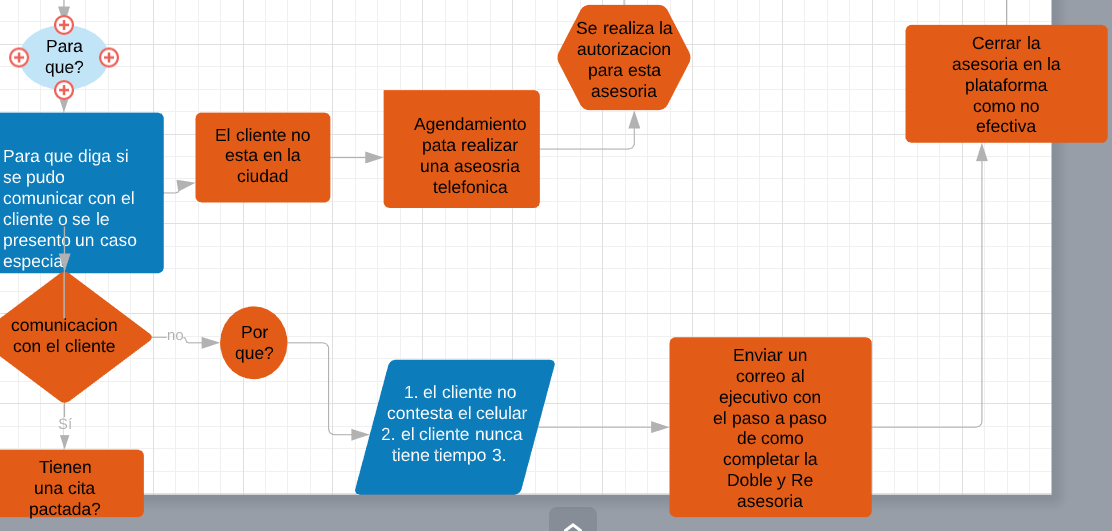 Para
que?
Se realiza la
autorizacion
para esta
asesoria
Cerrar la
asesoria en la
plataforma
como no
efectiva
Para que diga si
se pudo
comunicar con el
cliente o se le
presento un caso
especial
El cliente no
esta en la
ciudad
Agendamiento
pata realizar
una asesosria
telefonica
comunicacion
con el cliente
no
Por
que?
Sí
1. el cliente no
contesta el celular
2. el cliente nunca
tiene tiempo 3.
Enviar un
correo al
ejecutivo con
el paso a paso
de como
completar la
Doble y Re
asesoria
Tienen
una cita
pactada?